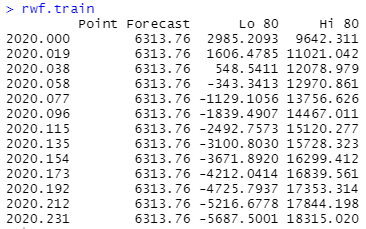 > rwf.train
Point Forecast Lo 80 Hi 80
2020.000 6313.76 2985.2093 9642.311
2020.019 6313.76 1606.4785 11021.042
2020.038 6313.76 548.5411 12078.979
2020.058 6313.76 -343.3413 12970.861
2020.077 6313.76 -1129.1056 13756.626
2020.096 6313.76 -1839.4907 14467.011
2020.115 6313.76 -2492.7573 15120.277
2020.135 6313.76 -3100.8030 15728.323
2020.154 6313.76 -3671.8920 16299.412
2020.173 6313.76 -4212.0414 16839.561
2020.192 6313.76 -4725.7937 17353.314
2020.212 6313.76 -5216.6778 17844.198
2020.231 6313.76 -5687.5001 18315.020